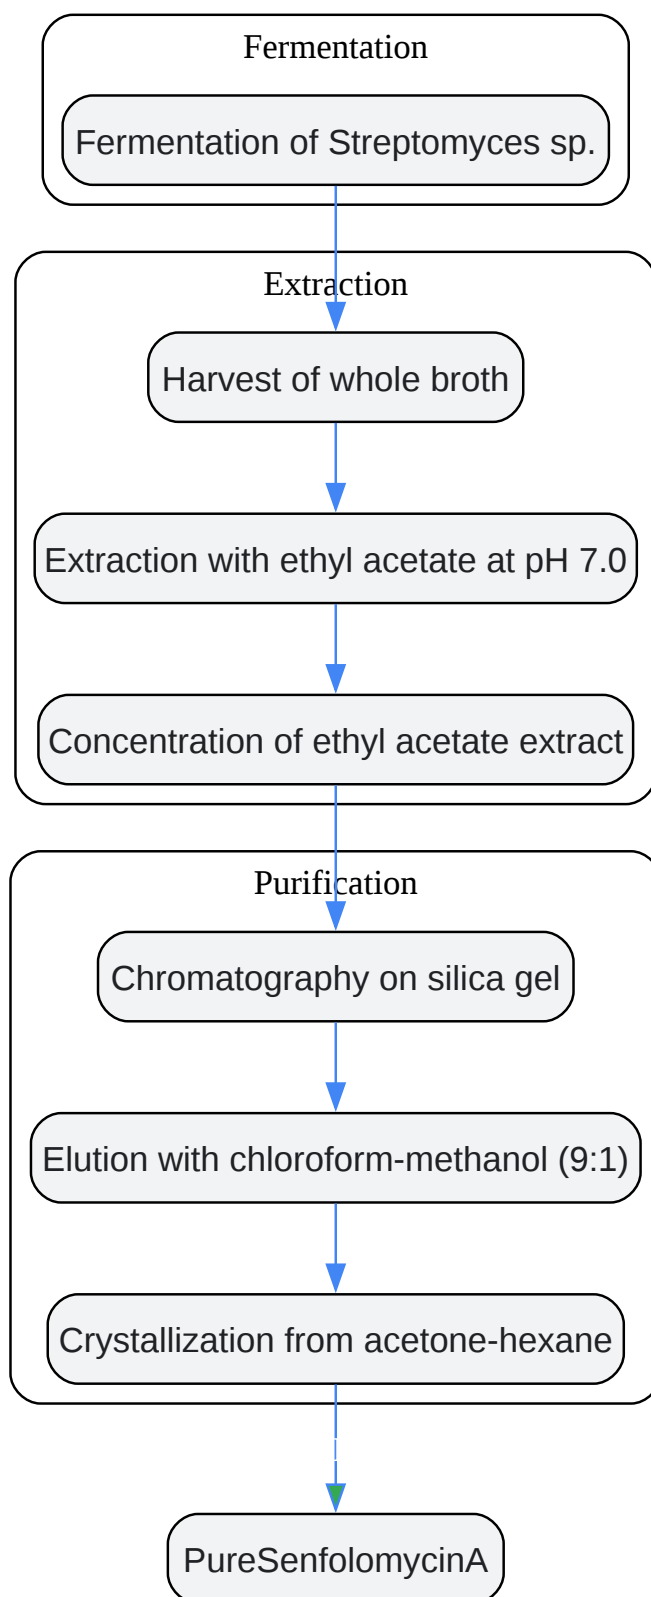 Fermentation
Fermentation of Streptomyces sp.
Extraction
Harvest of whole broth
Extraction with ethyl acetate at pH 7.0
Concentration of ethyl acetate extract
Purification
Chromatography on silica gel
Elution with chloroform-methanol (9:1)
Crystallization from acetone-hexane
PureSenfolomycinA